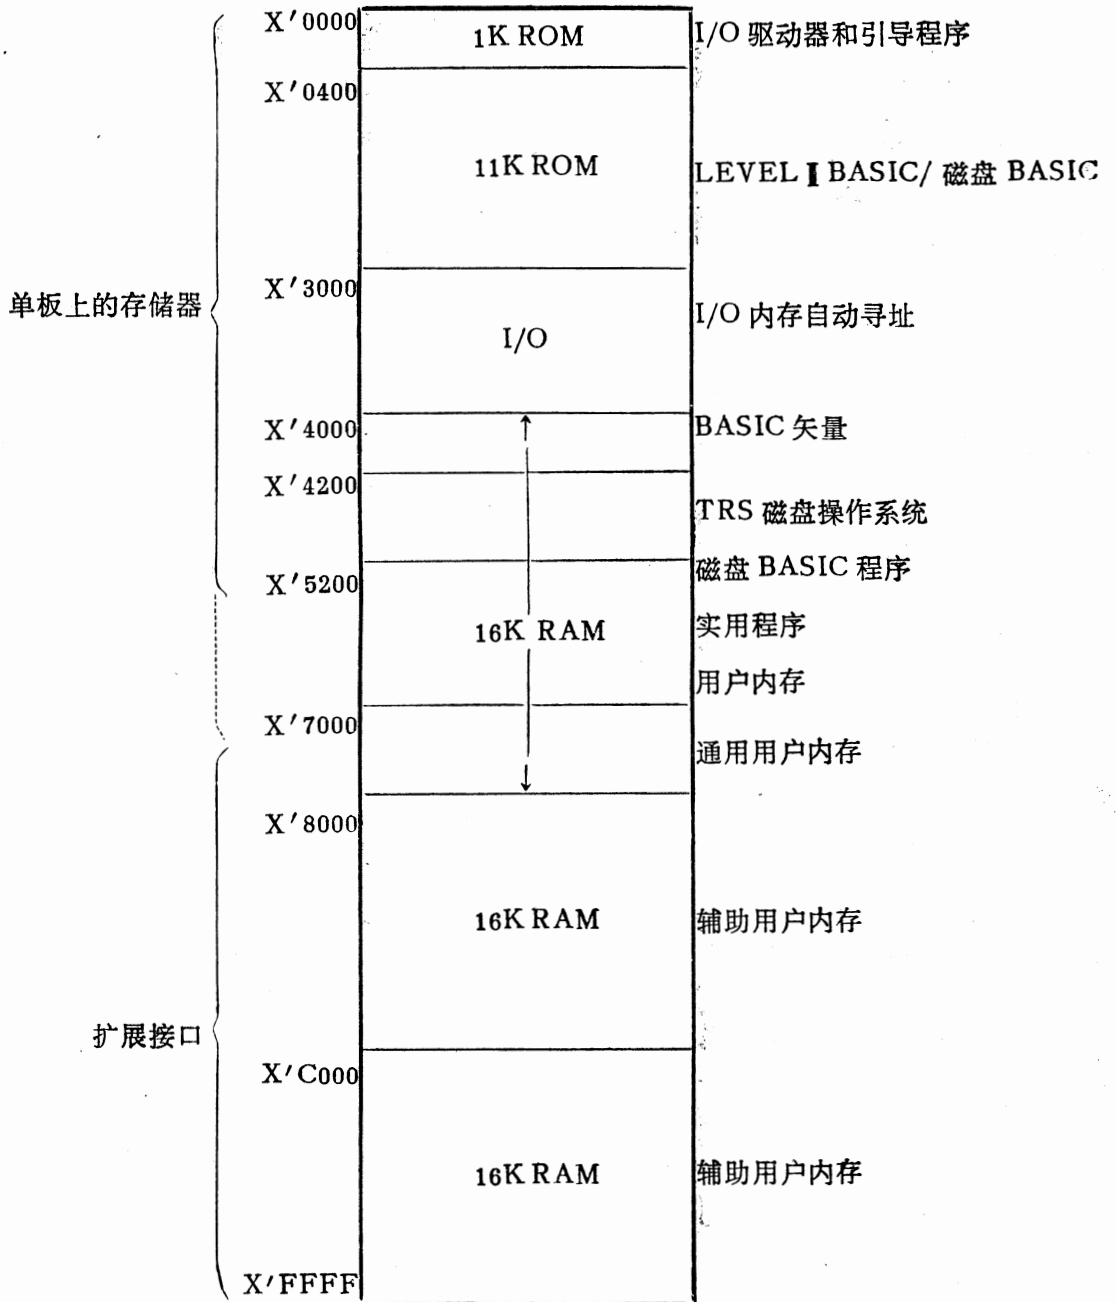 X′0000
1K ROM
I/O 驱动器和引导程序
X′0400
11K ROM
LEVEL Ⅱ BASIC/ 磁盘 BASIC
X′3000
单板上的存储器
I/O
I/O 内存自动寻址
X′4000
BASIC 矢量
X′4200
TRS 磁盘操作系统
磁盘 BASIC 程序
X′5200
16K RAM
实用程序
用户内存
X′7000
通用用户内存
X′8000
16K RAM
辅助用户内存
扩展接口
X′C000
16K RAM
辅助用户内存
X′FFFF